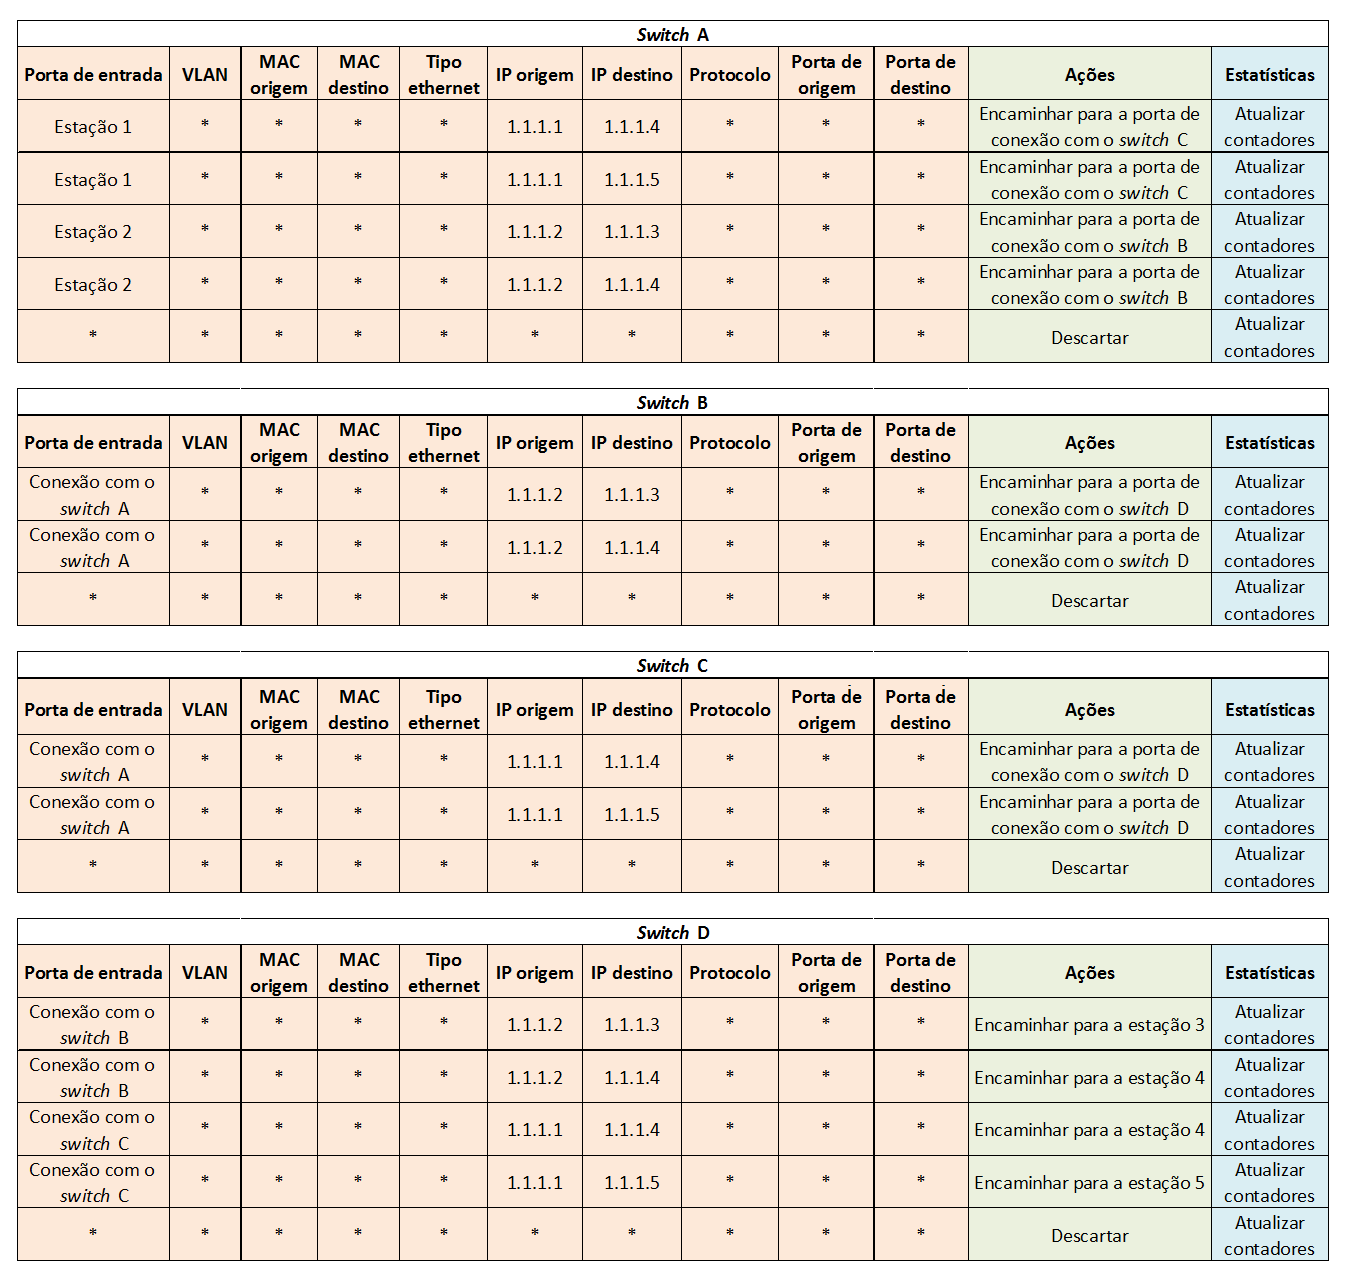 Switch A
Porta de entrada VLAN MAC origem MAC destino Tipo ethernet IP origem IP destino Protocolo Porta de origem Porta de destino Ações Estatísticas
Estação 1 * * * * 1.1.1.1 1.1.1.4 * * * Encaminhar para a porta de conexão com o switch C Atualizar contadores
Estação 1 * * * * 1.1.1.1 1.1.1.5 * * * Encaminhar para a porta de conexão com o switch C Atualizar contadores
Estação 2 * * * * 1.1.1.2 1.1.1.3 * * * Encaminhar para a porta de conexão com o switch B Atualizar contadores
Estação 2 * * * * 1.1.1.2 1.1.1.4 * * * Encaminhar para a porta de conexão com o switch B Atualizar contadores
* * * * * * * * * * Descartar Atualizar contadores
Switch B
Porta de entrada VLAN MAC origem MAC destino Tipo ethernet IP origem IP destino Protocolo Porta de origem Porta de destino Ações Estatísticas
Conexão com o switch A * * * * 1.1.1.2 1.1.1.3 * * * Encaminhar para a porta de conexão com o switch D Atualizar contadores
Conexão com o switch A * * * * 1.1.1.2 1.1.1.4 * * * Encaminhar para a porta de conexão com o switch D Atualizar contadores
* * * * * * * * * * Descartar Atualizar contadores
Switch C
Porta de entrada VLAN MAC origem MAC destino Tipo ethernet IP origem IP destino Protocolo Porta de origem Porta de destino Ações Estatísticas
Conexão com o switch A * * * * 1.1.1.1 1.1.1.4 * * * Encaminhar para a porta de conexão com o switch D Atualizar contadores
Conexão com o switch A * * * * 1.1.1.1 1.1.1.5 * * * Encaminhar para a porta de conexão com o switch D Atualizar contadores
* * * * * * * * * * Descartar Atualizar contadores
Switch D
Porta de entrada VLAN MAC origem MAC destino Tipo ethernet IP origem IP destino Protocolo Porta de origem Porta de destino Ações Estatísticas
Conexão com o switch B * * * * 1.1.1.2 1.1.1.3 * * * Encaminhar para a estação 3 Atualizar contadores
Conexão com o switch B * * * * 1.1.1.2 1.1.1.4 * * * Encaminhar para a estação 4 Atualizar contadores
Conexão com o switch C * * * * 1.1.1.1 1.1.1.4 * * * Encaminhar para a estação 4 Atualizar contadores
Conexão com o switch C * * * * 1.1.1.1 1.1.1.5 * * * Encaminhar para a estação 5 Atualizar contadores
* * * * * * * * * * Descartar Atualizar contadores